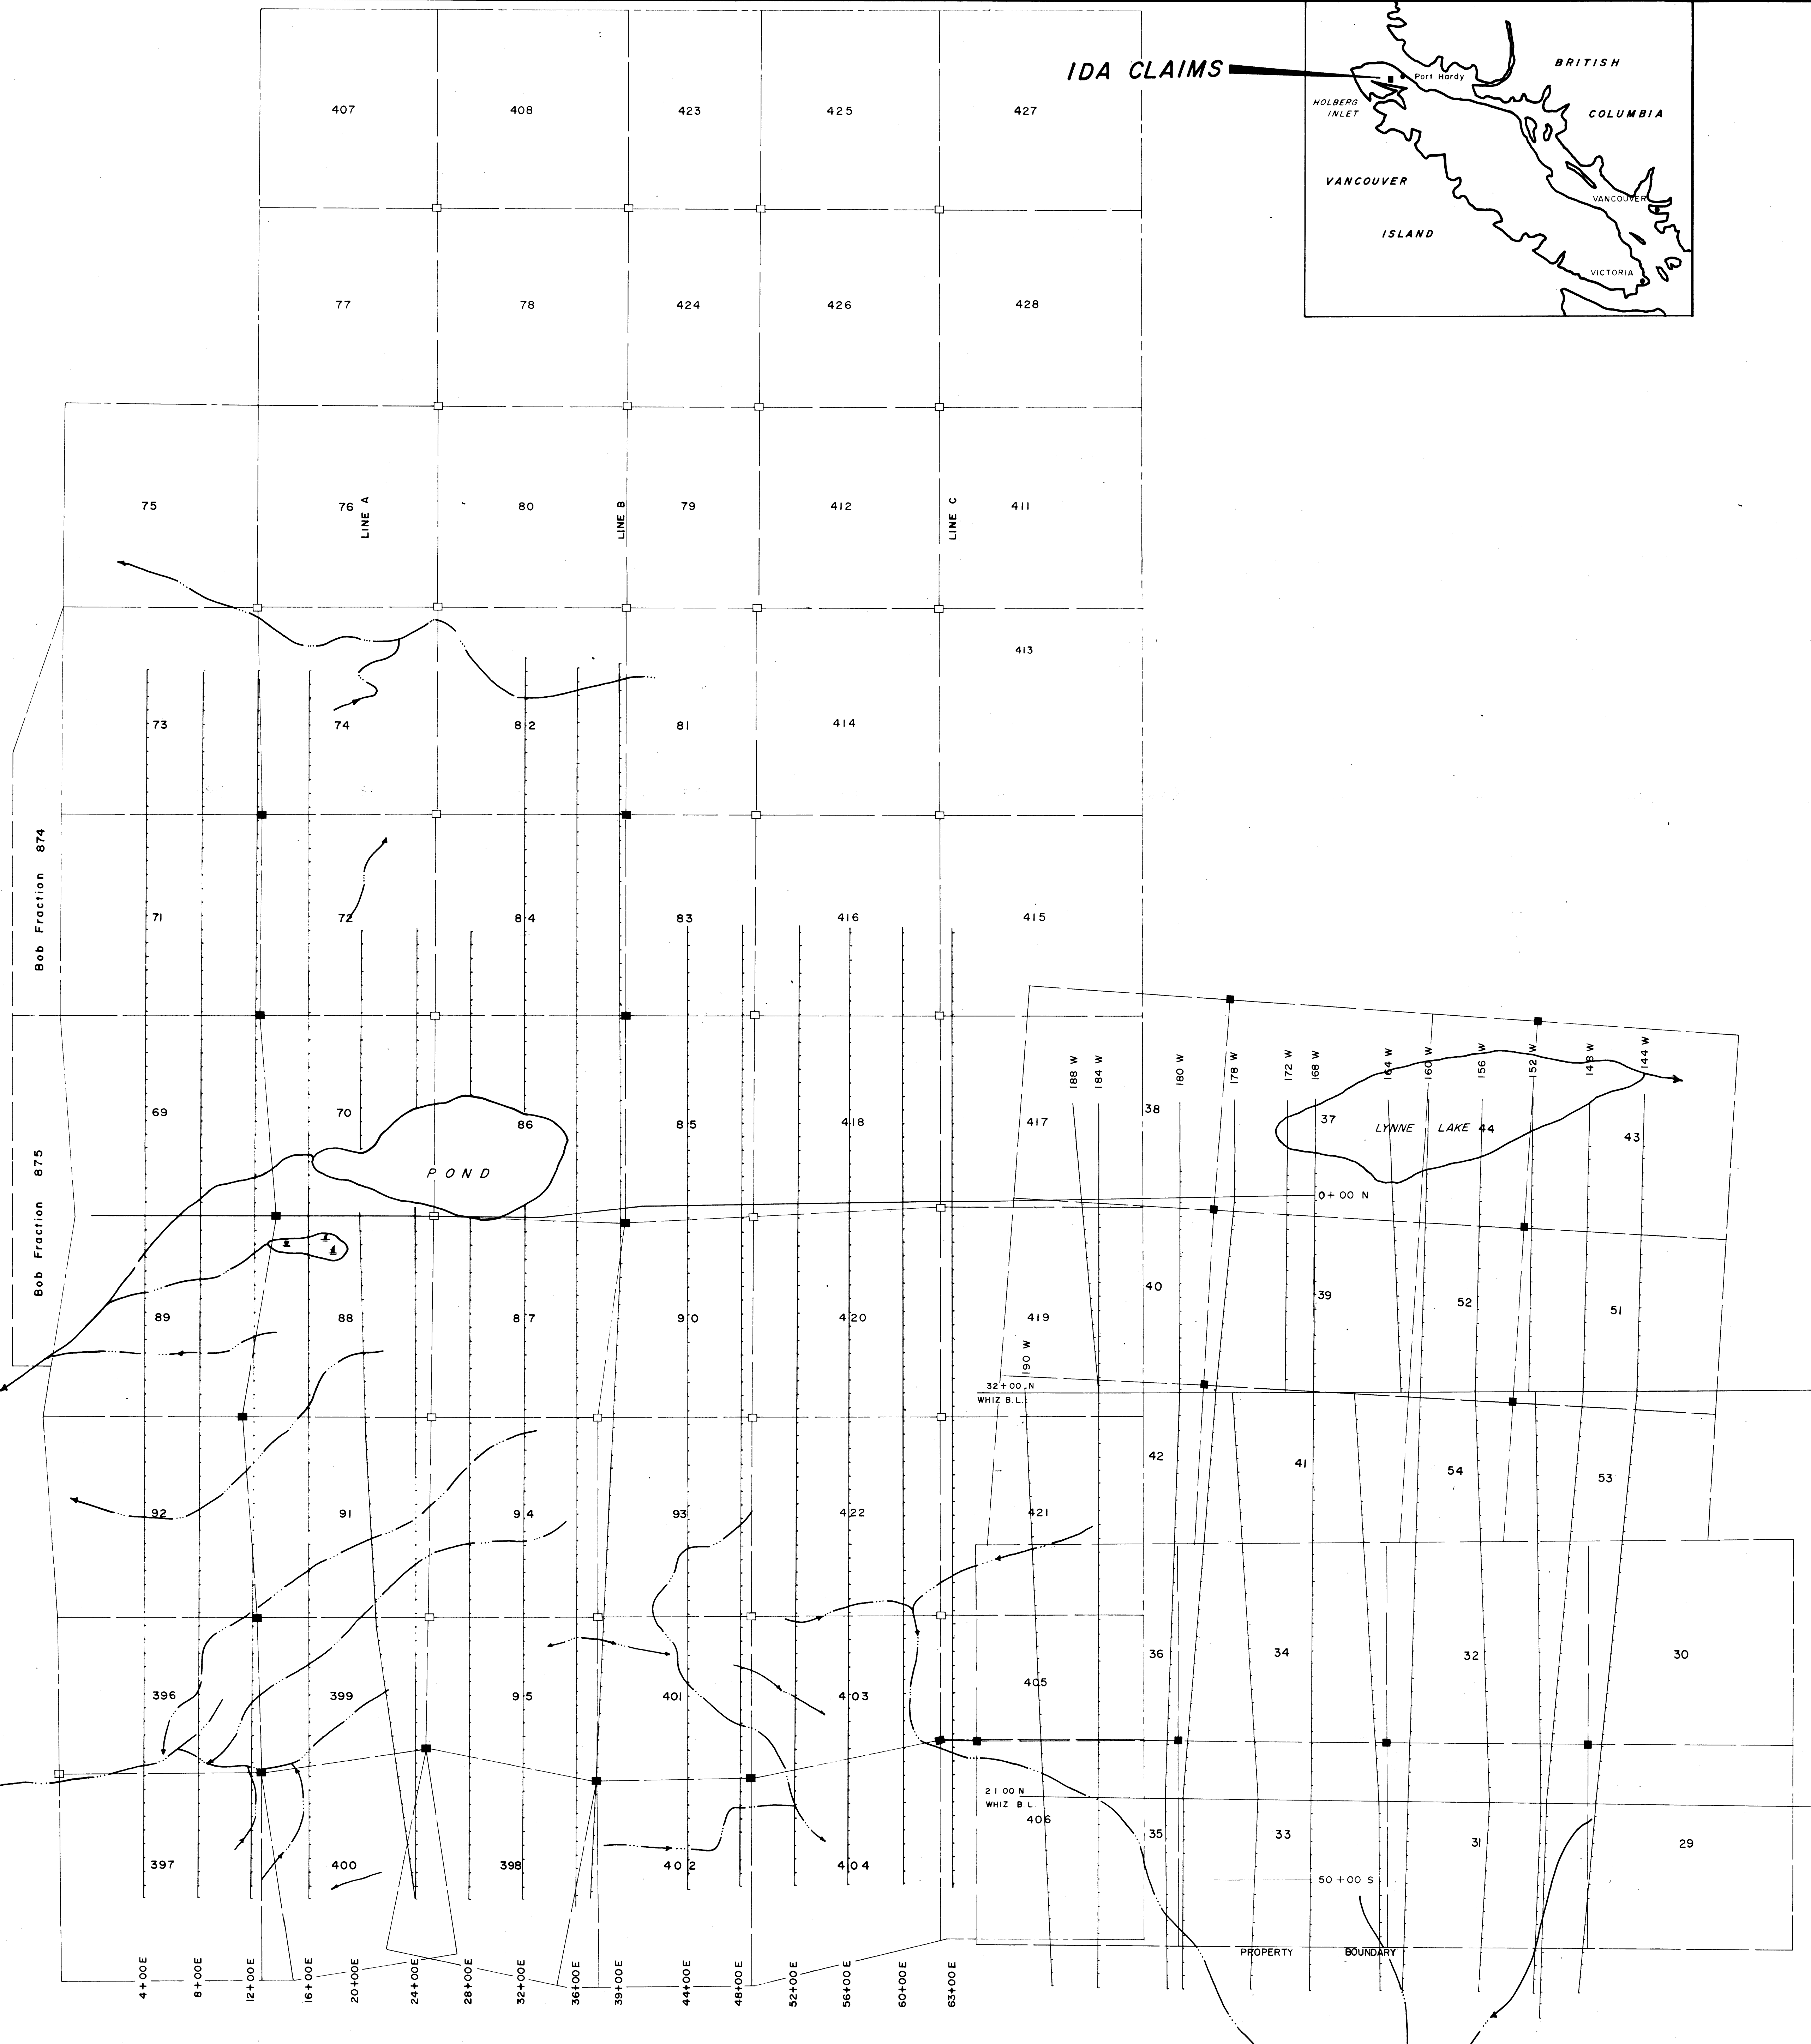 IDA CLAIMS
BRITISH
COLUMBIA
Port Hardy
HOLBERG
INLET
VANCOUVER
ISLAND
VANCOUVER
VICTORIA
407 408 423 425 427
77 78 424 426 428
75 76 80 79 412 411
LINE A
LINE B
LINE C
413
73 74 82 81 414
Bob Fraction 874
71 72 84 83 416 415
188 W 184 W 180 W 178 W 172 W 168 W 164 W 160 W 156 W 152 W 148 W 144 W
69 70 86 85 418 417 38 37 44 43
LYNNE LAKE
POND
Bob Fraction 875
0+00 N
89 88 87 90 420 419 40 39 52 51
190 W
32+00 N
WHIZ B.L.
92 91 94 93 422 421 42 41 54 53
396 399 95 401 403 405 36 34 32 30
21 00 N
WHIZ B.L.
397 400 398 402 404 406 35 33 31 29
50+00 S
PROPERTY BOUNDARY
4+00E 8+00E 12+00E 16+00E 20+00E 24+00E 28+00E 32+00E 36+00E 39+00E 44+00E 48+00E 52+00E 56+00E 60+00E 63+00E